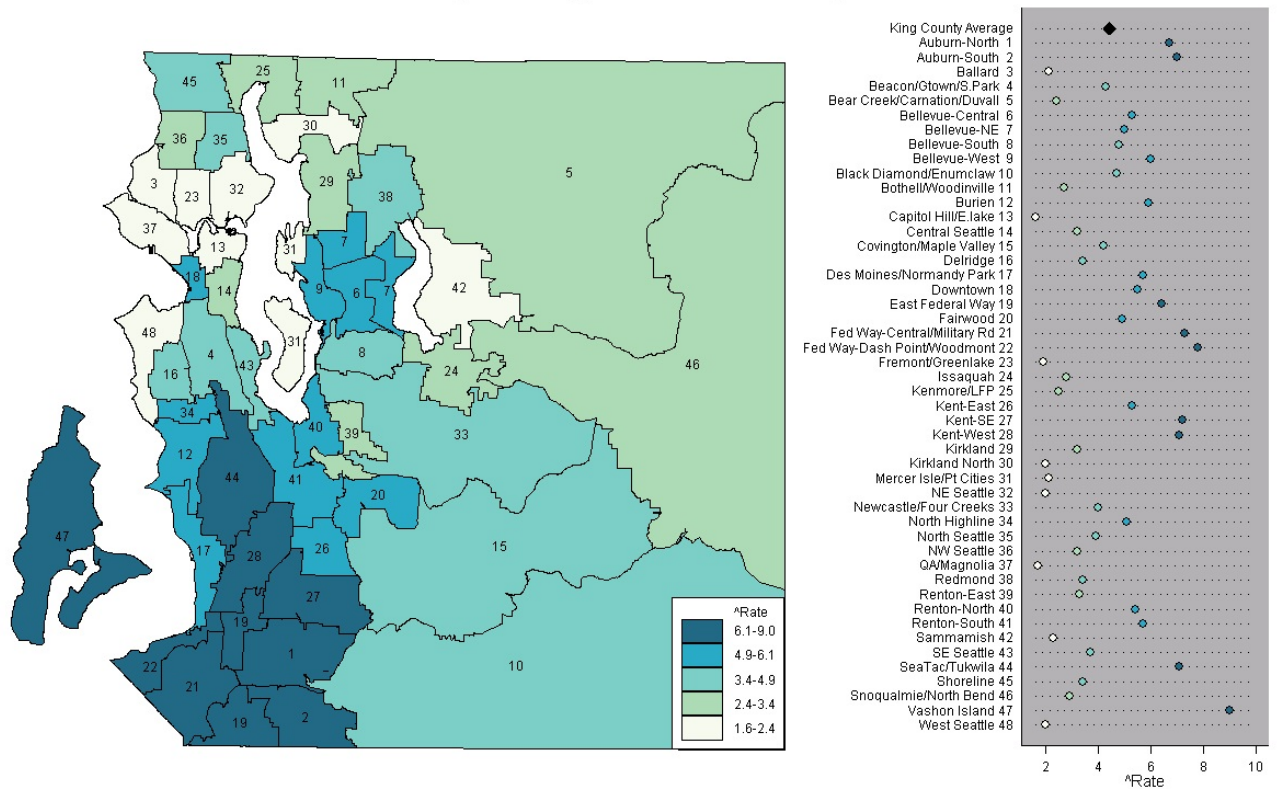 45
25
11
30
36
35
5
3
23
32
29
38
37
13
31
7
18
14
9
6
7
42
48
4
43
31
8
46
16
24
34
40
39
33
12
44
41
20
47
17
28
26
15
27
19
1
22
21
10
19
2
^Rate
6.1-9.0
4.9-6.1
3.4-4.9
2.4-3.4
1.6-2.4
King County Average
Auburn-North 1
Auburn-South 2
Ballard 3
Beacon/Gtown/S.Park 4
Bear Creek/Carnation/Duvall 5
Bellevue-Central 6
Bellevue-NE 7
Bellevue-South 8
Bellevue-West 9
Black Diamond/Enumclaw 10
Bothell/Woodinville 11
Burien 12
Capitol Hill/E.lake 13
Central Seattle 14
Covington/Maple Valley 15
Delridge 16
Des Moines/Normandy Park 17
Downtown 18
East Federal Way 19
Fairwood 20
Fed Way-Central/Military Rd 21
Fed Way-Dash Point/Woodmont 22
Fremont/Greenlake 23
Issaquah 24
Kenmore/LFP 25
Kent-East 26
Kent-SE 27
Kent-West 28
Kirkland 29
Kirkland North 30
Mercer Isle/Pt Cities 31
NE Seattle 32
Newcastle/Four Creeks 33
North Highline 34
North Seattle 35
NW Seattle 36
QA/Magnolia 37
Redmond 38
Renton-East 39
Renton-North 40
Renton-South 41
Sammamish 42
SE Seattle 43
SeaTac/Tukwila 44
Shoreline 45
Snoqualmie/North Bend 46
Vashon Island 47
West Seattle 48
2 4 6 8 10
^Rate